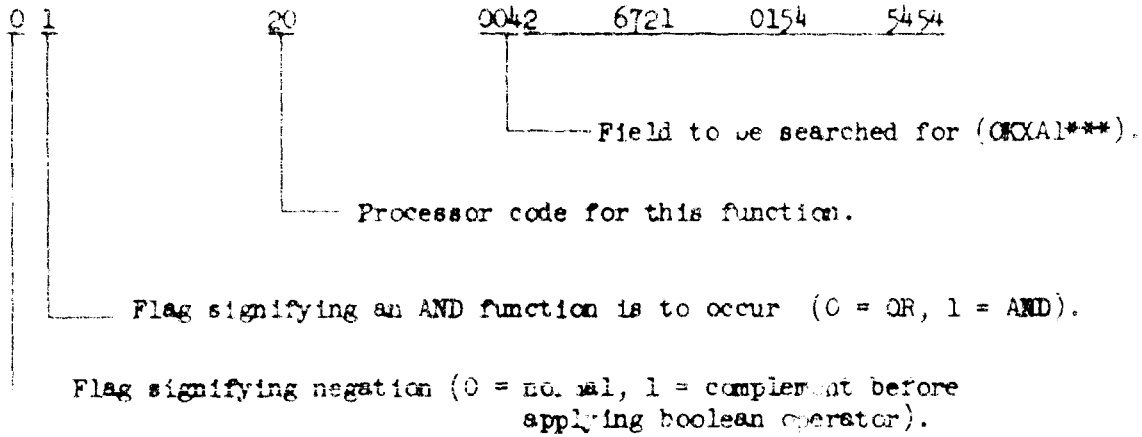 0 1 20 0042 6721 0154 5454
Field to be searched for (OKXA1***).
Processor code for this function.
Flag signifying an AND function is to occur (0 = OR, 1 = AND).
Flag signifying negation (0 = 1 = complement before
applying boolean operator).